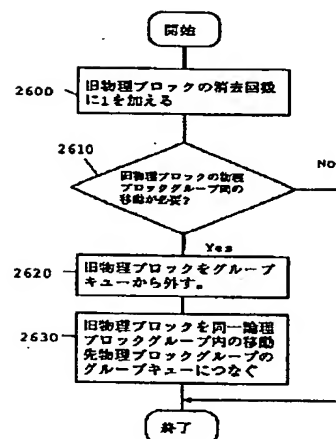 開始
2600
旧物理ブロックの消去回数
に1を加える
2610
旧物理ブロックの物理
ブロックグループ内の
移動が必要?
No
Yes
2620
旧物理ブロックをグループ
キューから外す。
2630
旧物理ブロックを同一論理
ブロックグループ内の移動
先物理ブロックグループの
グループキューにつなぐ
終了